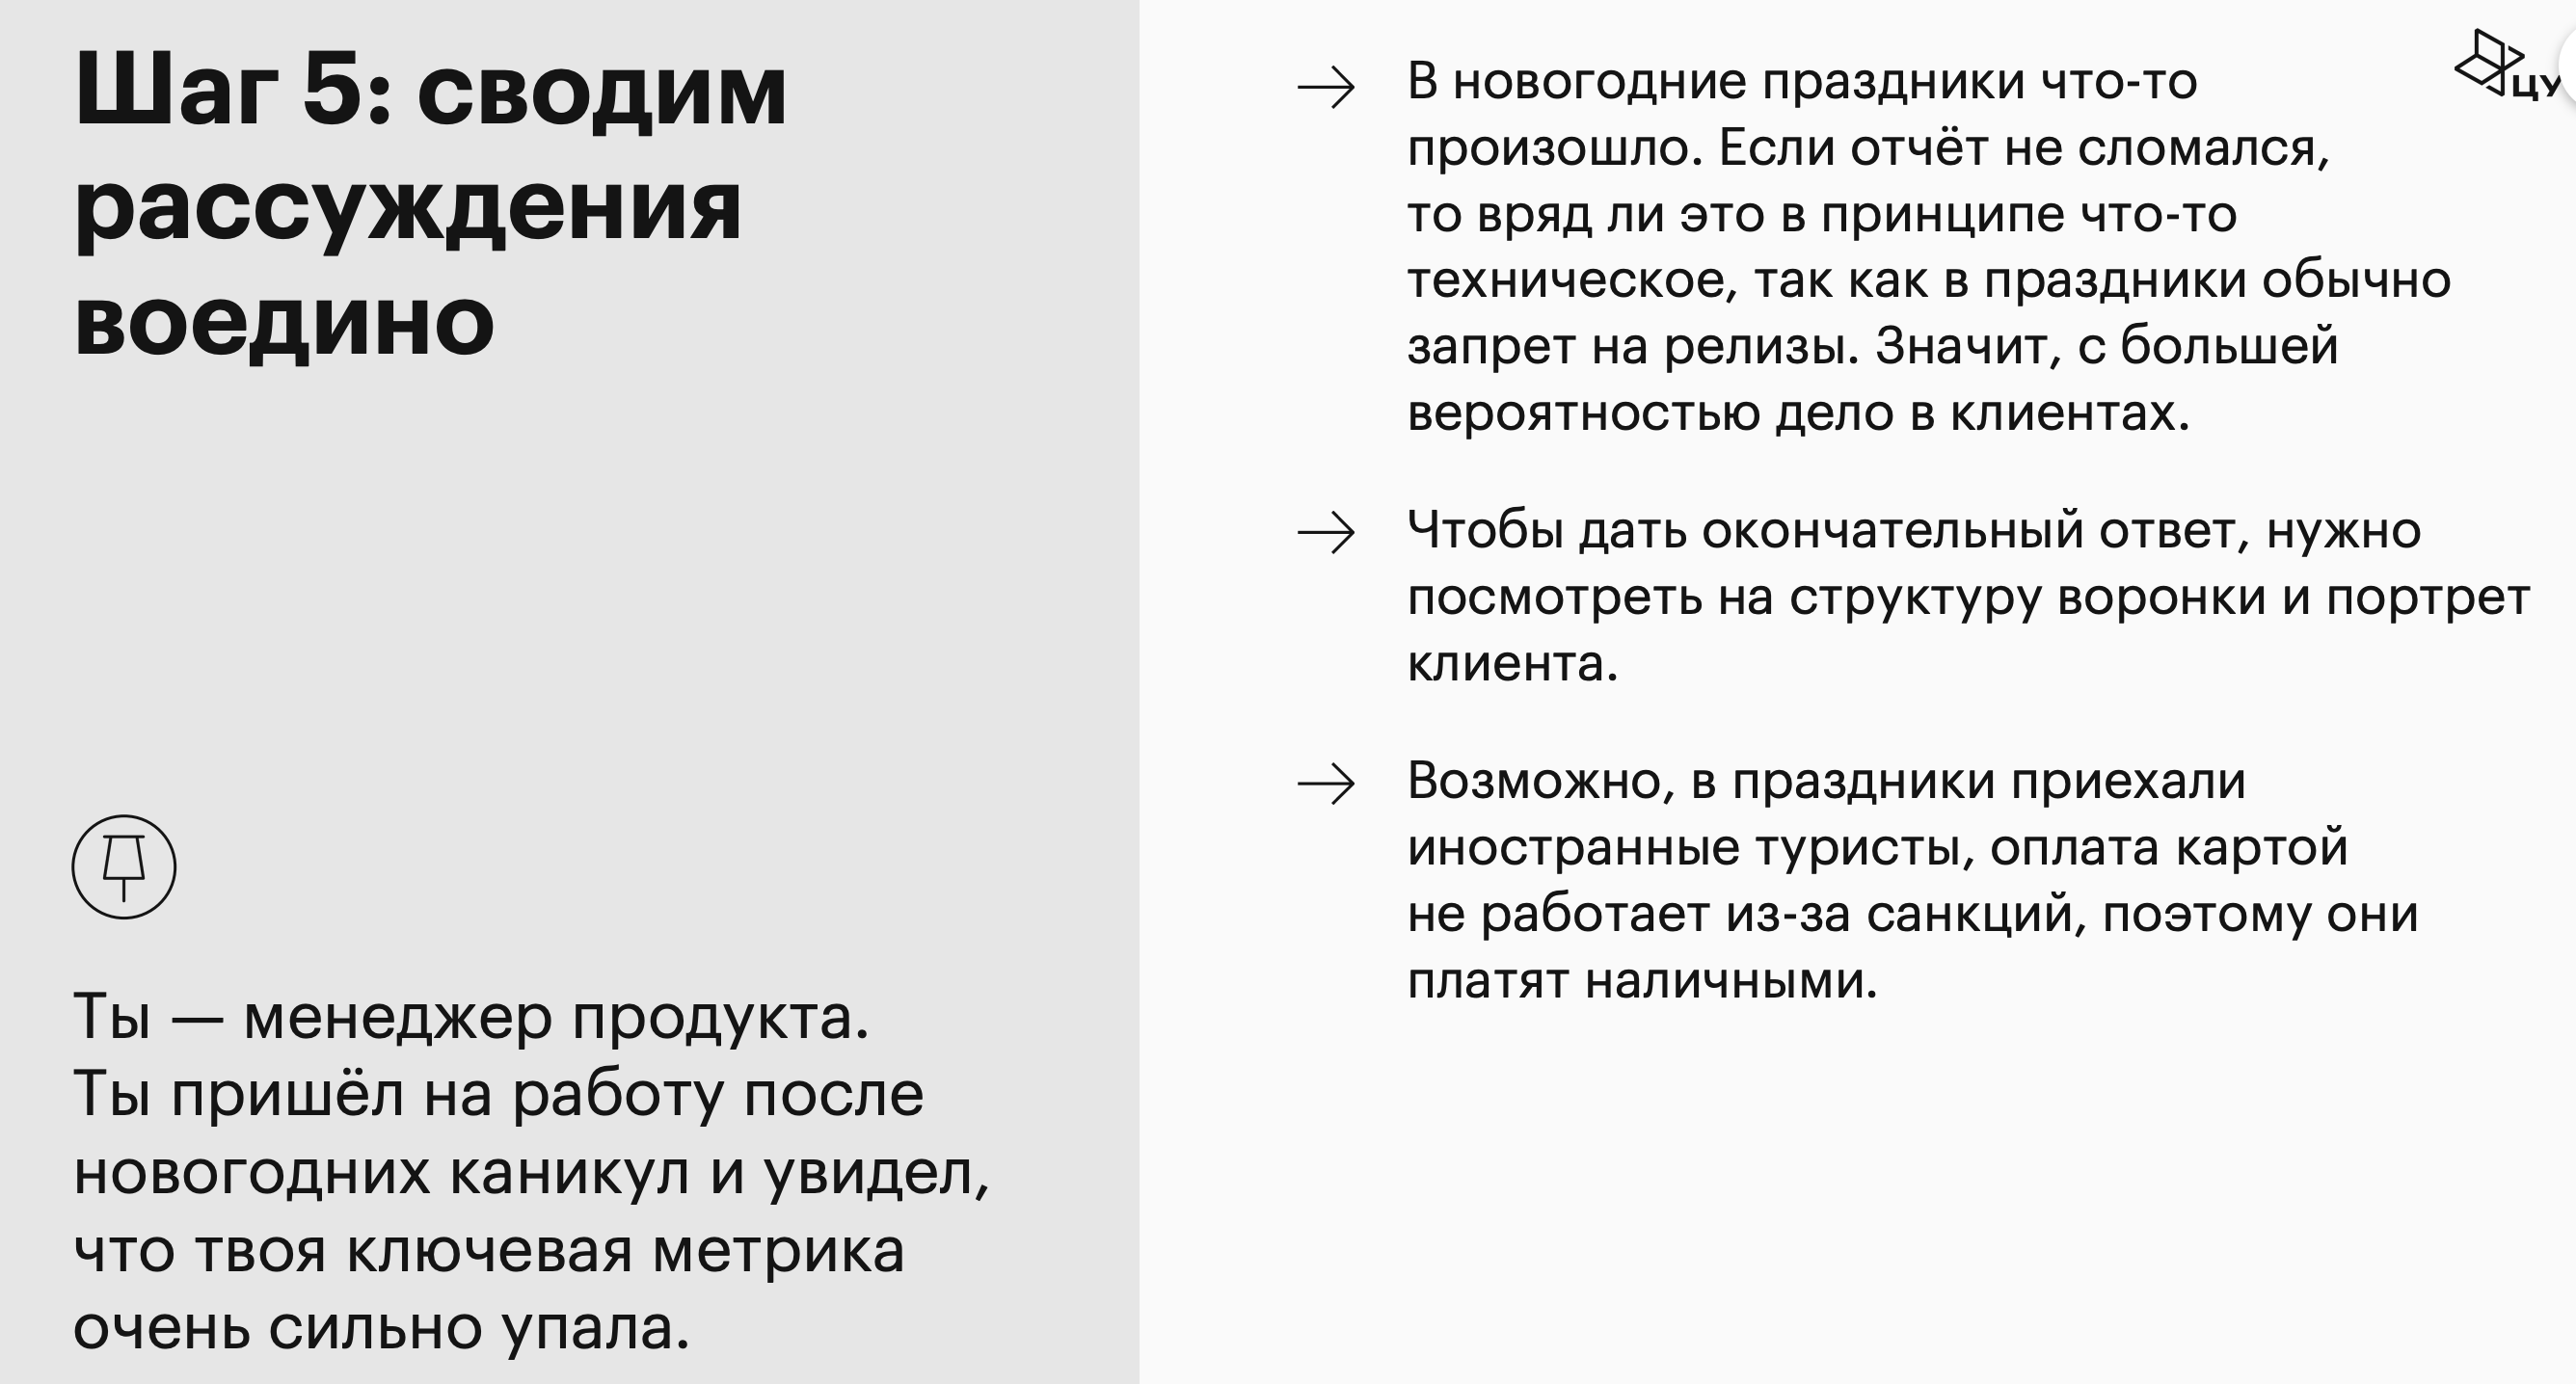 Шаг 5: сводим
рассуждения
воедино
Ты — менеджер продукта.
Ты пришёл на работу после
новогодних каникул и увидел,
что твоя ключевая метрика
очень сильно упала.
→ В новогодние праздники что-то
произошло. Если отчёт не сломался,
то вряд ли это в принципе что-то
техническое, так как в праздники обычно
запрет на релизы. Значит, с большей
вероятностью дело в клиентах.
→ Чтобы дать окончательный ответ, нужно
посмотреть на структуру воронки и портрет
клиента.
→ Возможно, в праздники приехали
иностранные туристы, оплата картой
не работает из-за санкций, поэтому они
платят наличными.
ЦУ